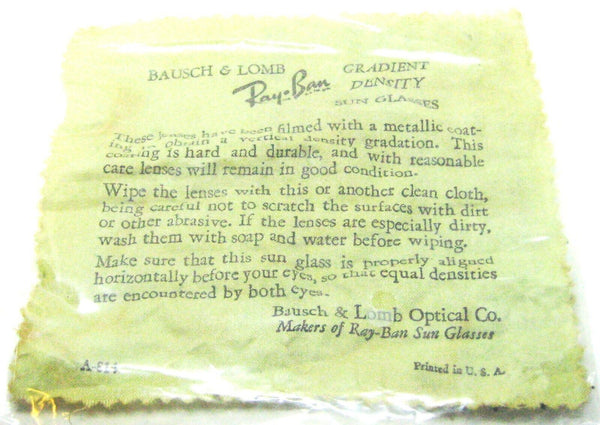 BAUSCH & LOMB Ray-Ban GRADIENT
DENSITY
SUN GLASSES
These lenses have been filmed with a metallic coat-
ing to obtain a vertical density gradation. This
coating is hard and durable, and with reasonable
care lenses will remain in good condition.
Wipe the lenses with this or another clean cloth,
being careful not to scratch the surfaces with dirt
or other abrasive. If the lenses are especially dirty,
wash them with soap and water before wiping.
Make sure that this sun glass is properly aligned
horizontally before your eyes, so that equal densities
are encountered by both eyes.
Bausch & Lomb Optical Co.
Makers of Ray-Ban Sun Glasses
Printed in U. S. A.